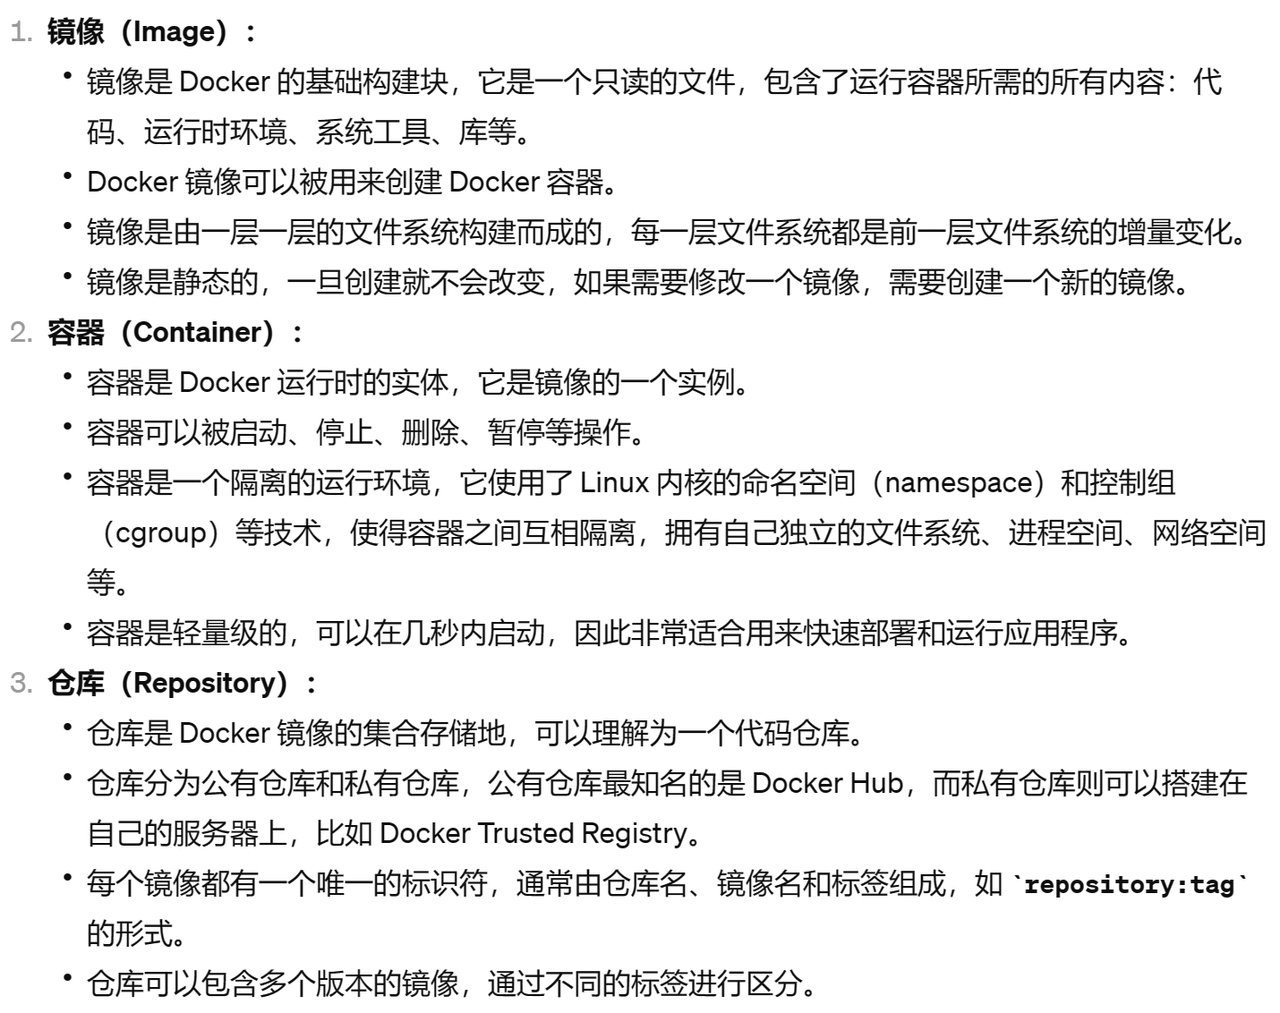 1. 镜像（Image）：
• 镜像是 Docker 的基础构建块，它是一个只读的文件，包含了运行容器所需的所有内容：代
码、运行时环境、系统工具、库等。
• Docker 镜像可以被用来创建 Docker 容器。
• 镜像是由一层一层的文件系统构建而成的，每一层文件系统都是前一层文件系统的增量变化。
• 镜像是静态的，一旦创建就不会改变，如果需要修改一个镜像，需要创建一个新的镜像。
2. 容器（Container）：
• 容器是 Docker 运行时的实体，它是镜像的一个实例。
• 容器可以被启动、停止、删除、暂停等操作。
• 容器是一个隔离的运行环境，它使用了 Linux 内核的命名空间（namespace）和控制组
（cgroup）等技术，使得容器之间互相隔离，拥有自己独立的文件系统、进程空间、网络空间
等。
• 容器是轻量级的，可以在几秒内启动，因此非常适合用来快速部署和运行应用程序。
3. 仓库（Repository）：
• 仓库是 Docker 镜像的集合存储地，可以理解为一个代码仓库。
• 仓库分为公有仓库和私有仓库，公有仓库最知名的是 Docker Hub，而私有仓库则可以搭建在
自己的服务器上，比如 Docker Trusted Registry。
• 每个镜像都有一个唯一的标识符，通常由仓库名、镜像名和标签组成，如 `repository:tag`
的形式。
• 仓库可以包含多个版本的镜像，通过不同的标签进行区分。